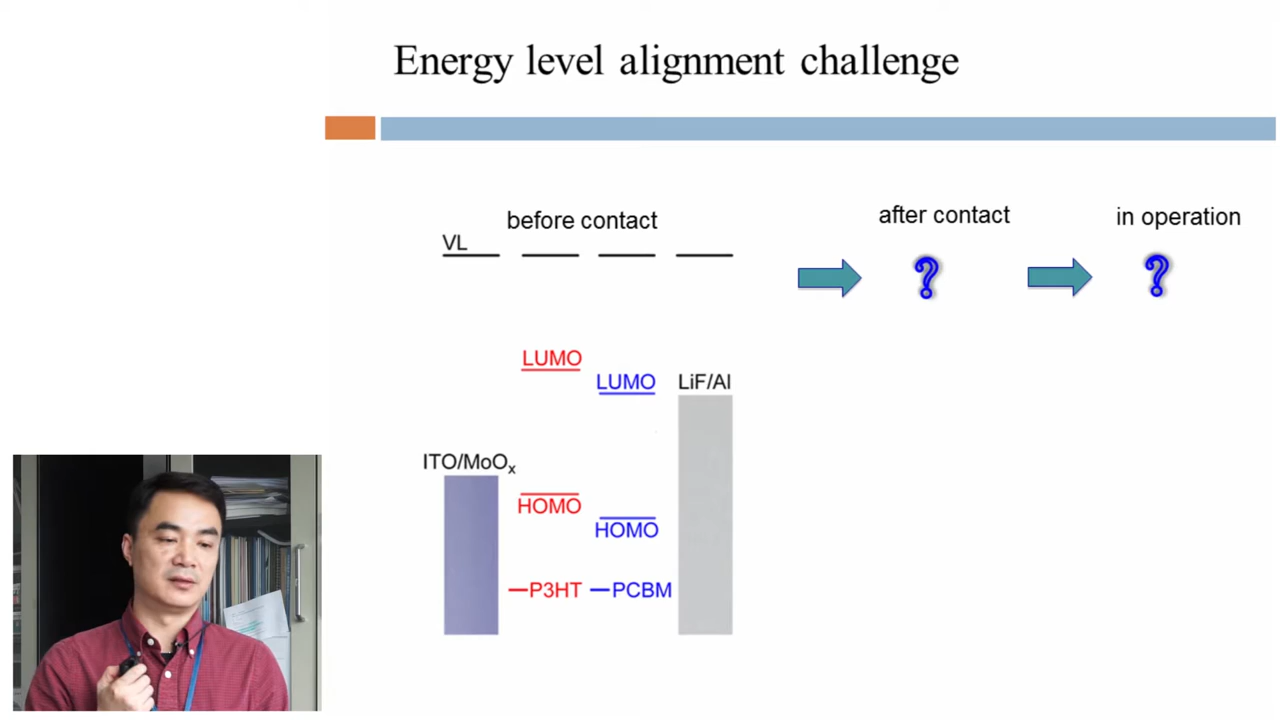 Energy level alignment challenge
before contact
after contact
in operation
VL
?
?
LUMO
LUMO
LiF/Al
ITO/MoOx
HOMO
HOMO
P3HT
PCBM